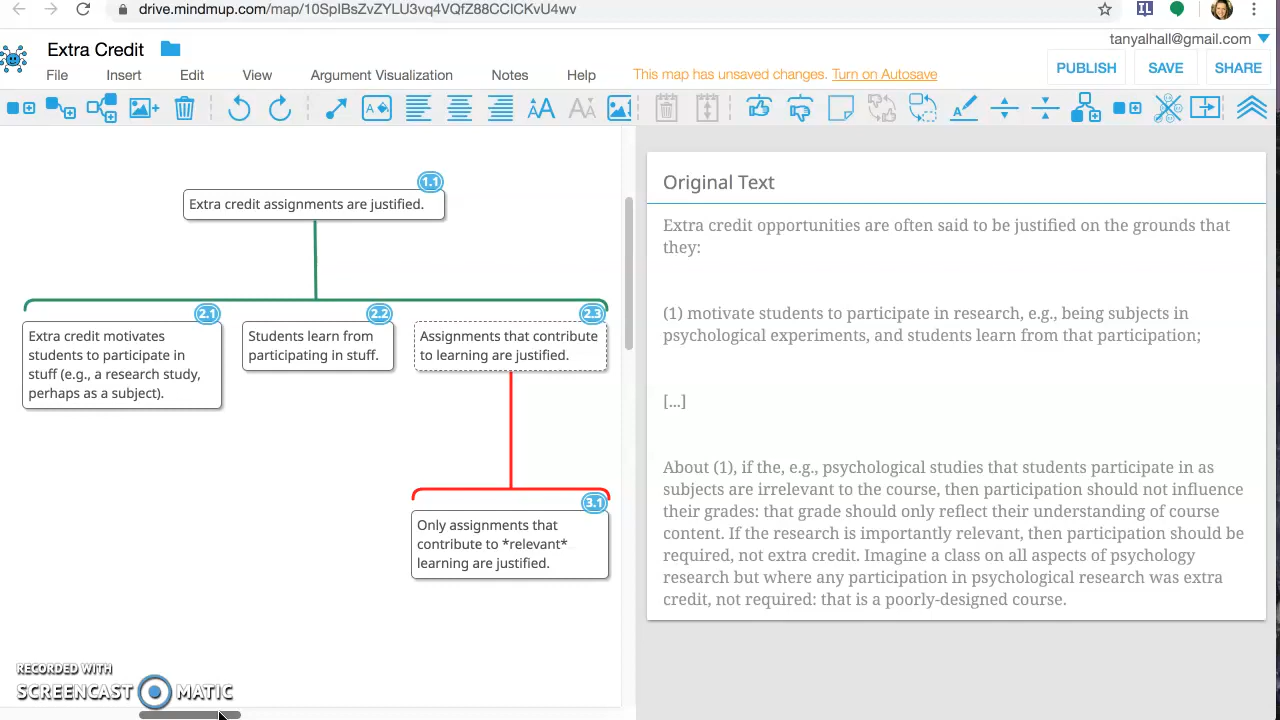 drive.mindmup.com/map/10SpIBsZvZYLU3vq4VQfZ88CCICKvU4wv
IL
Extra Credit
tanyalhall@gmail.com
File Insert Edit View Argument Visualization Notes Help
This map has unsaved changes. Turn on Autosave
PUBLISH SAVE SHARE
1.1
Extra credit assignments are justified.
2.1
Extra credit motivates
students to participate in
stuff (e.g., a research study,
perhaps as a subject).
2.2
Students learn from
participating in stuff.
2.3
Assignments that contribute
to learning are justified.
3.1
Only assignments that
contribute to *relevant*
learning are justified.
RECORDED WITH
SCREENCAST MATIC
Original Text
Extra credit opportunities are often said to be justified on the grounds that
they:
(1) motivate students to participate in research, e.g., being subjects in
psychological experiments, and students learn from that participation;
[...]
About (1), if the, e.g., psychological studies that students participate in as
subjects are irrelevant to the course, then participation should not influence
their grades: that grade should only reflect their understanding of course
content. If the research is importantly relevant, then participation should be
required, not extra credit. Imagine a class on all aspects of psychology
research but where any participation in psychological research was extra
credit, not required: that is a poorly-designed course.